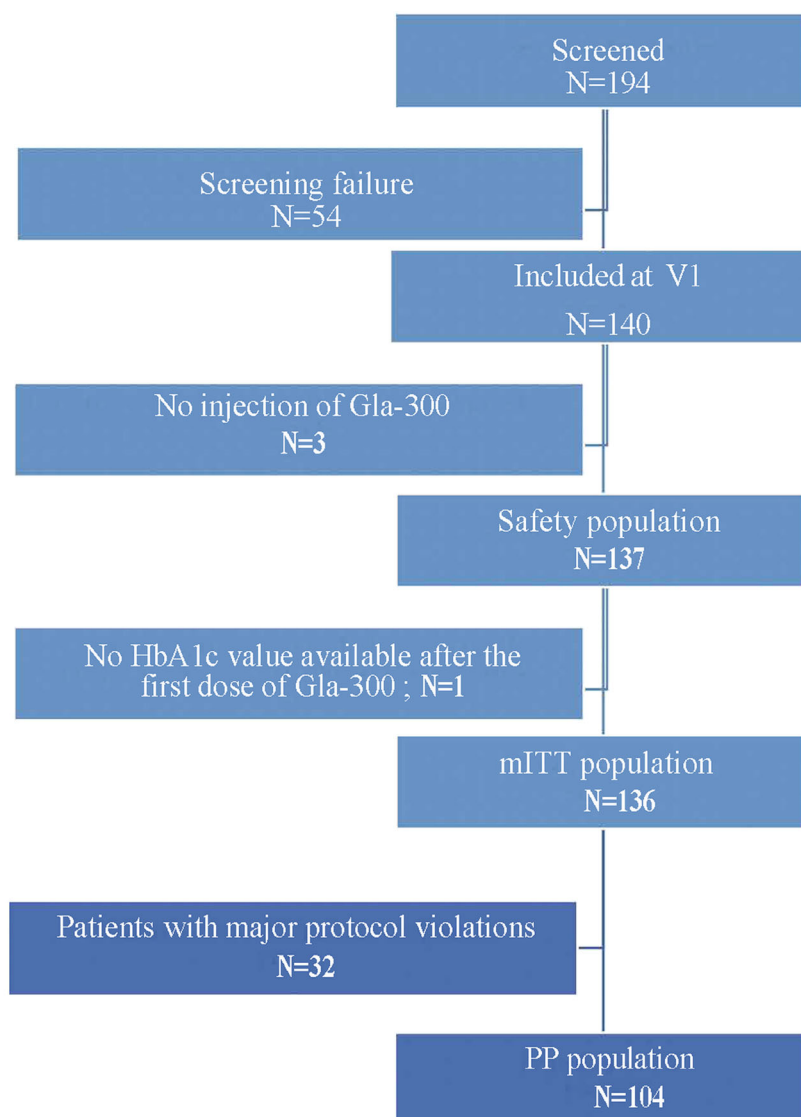 Screened
N=194
Screening failure
N=54
Included at V1
N=140
No injection of Gla-300
N=3
Safety population
N=137
No HbA1c value available after the
first dose of Gla-300 ; N=1
mITT population
N=136
Patients with major protocol violations
N=32
PP population
N=104